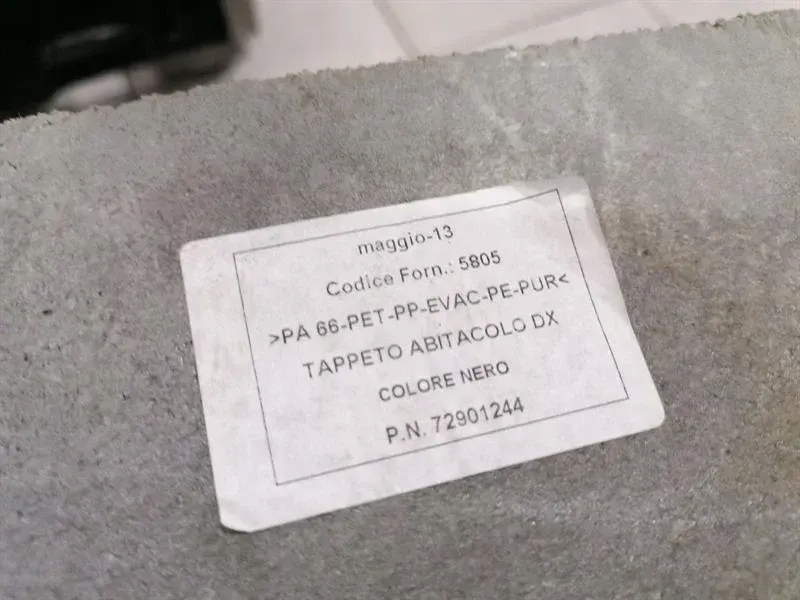 maggio-13
Codice Forn.: 5805
>PA 66-PET-PP-EVAC-PE-PUR<
TAPPETO ABITACOLO DX
COLORE NERO
P.N. 72901244